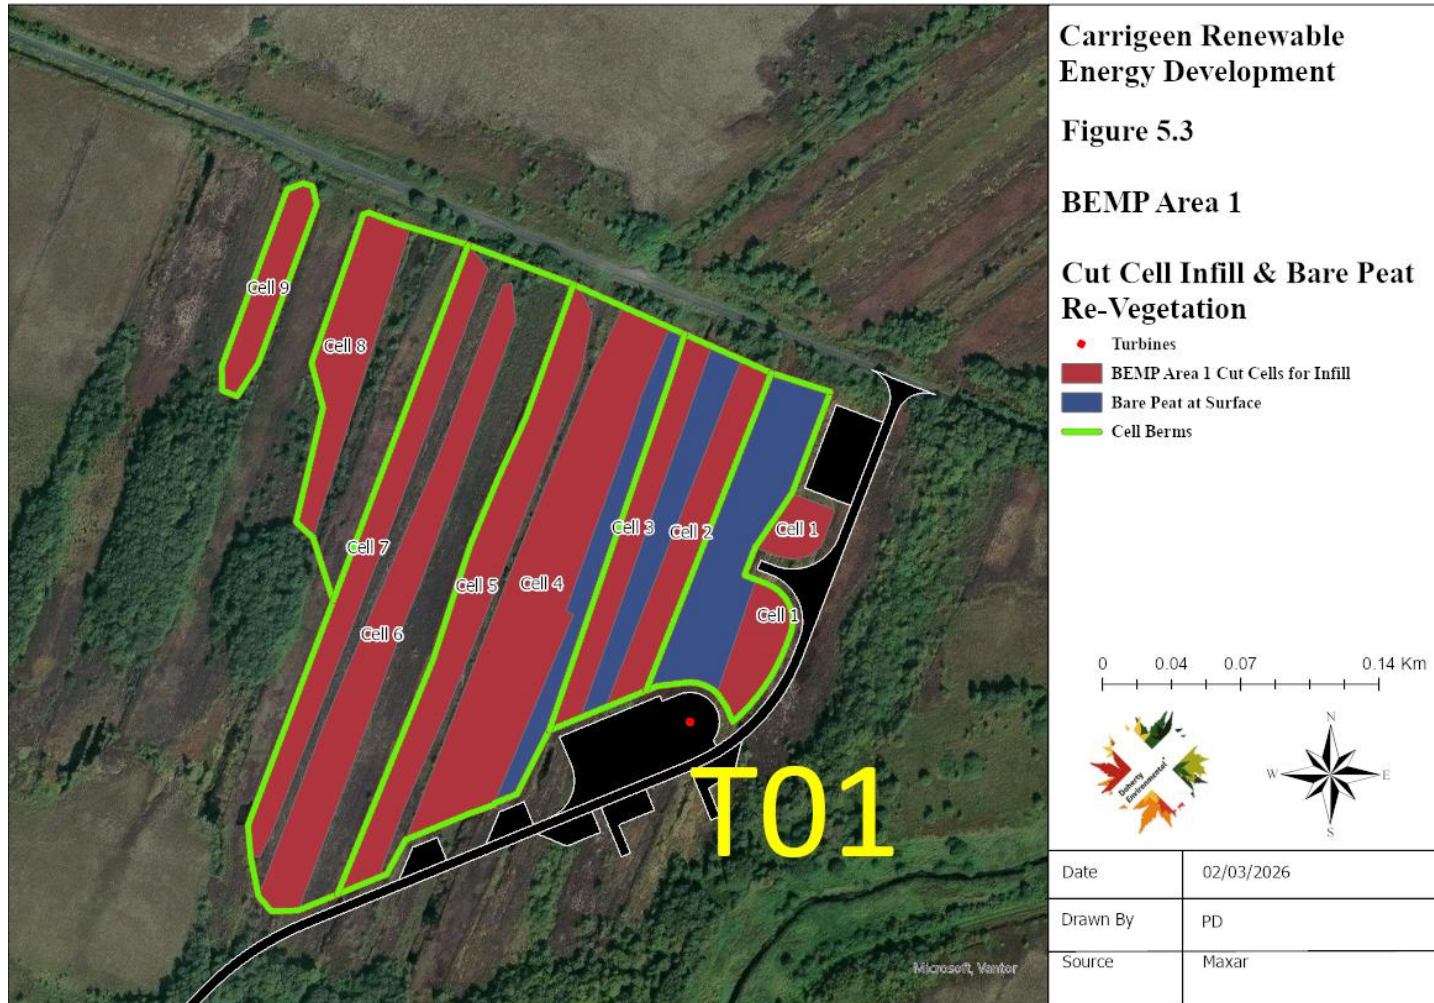 Carrigeen Renewable
Energy Development
Figure 5.3
BEMP Area 1
Cut Cell Infill & Bare Peat
Re-Vegetation
Turbines
BEMP Area 1 Cut Cells for Infill
Bare Peat at Surface
Cell Berms
Cell 9
Cell 8
Cell 7
Cell 6
Cell 5
Cell 4
Cell 3
Cell 2
Cell 1
Cell 1
T01
Microsoft, Vantor
0 0.04 0.07 0.14 Km
Doherty
Environmental
N
W E
S
Date 02/03/2026
Drawn By PD
Source Maxar